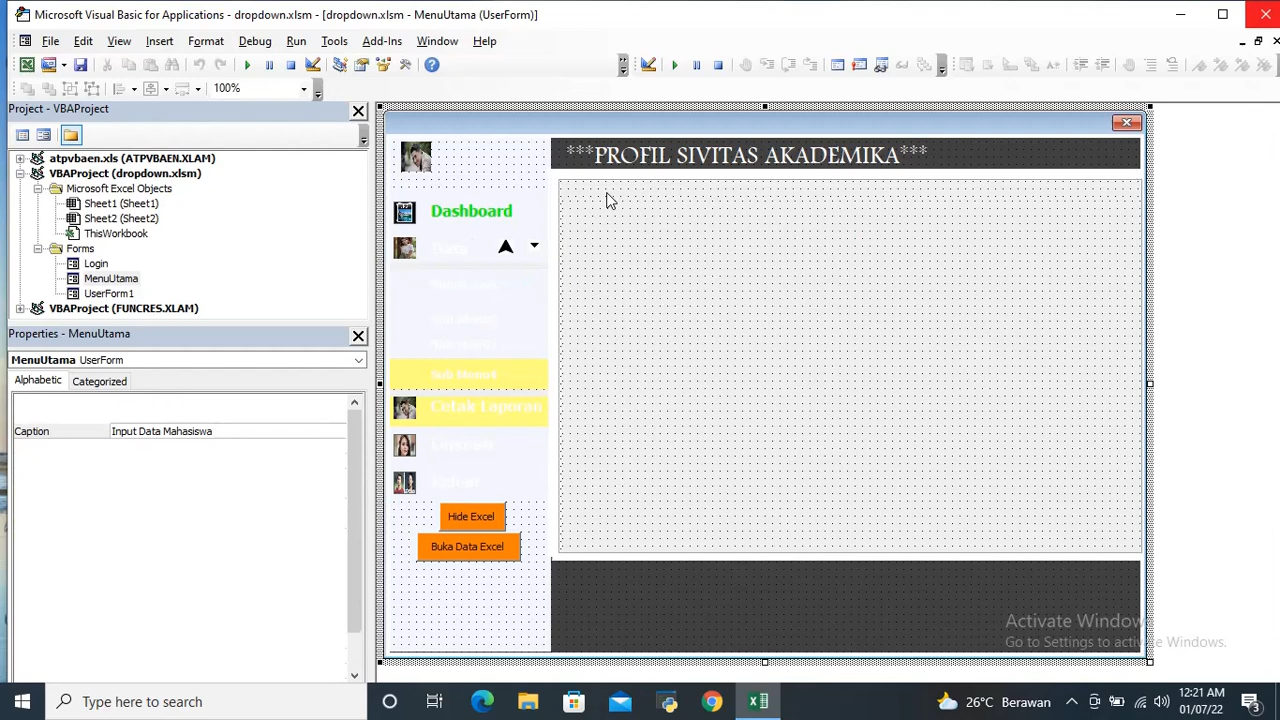 Microsoft Visual Basic for Applications - dropdown.xlsm - [dropdown.xlsm - MenuUtama (UserForm)]
File Edit View Insert Format Debug Run Tools Add-Ins Window Help
100%
Project - VBAProject
atpvbaen.xls (ATPVBAEN.XLAM)
VBAProject (dropdown.xlsm)
Microsoft Excel Objects
Sheet1 (Sheet1)
Sheet2 (Sheet2)
ThisWorkbook
Forms
Login
MenuUtama
UserForm1
VBAProject (FUNCRES.XLAM)
Properties - MenuUtama
MenuUtama UserForm
Alphabetic Categorized
Caption Input Data Mahasiswa
***PROFIL SIVITAS AKADEMIKA***
Dashboard
Cetak Laporan
Hide Excel
Buka Data Excel
Activate Windows
Go to Settings to activate Windows.
Type here to search
26°C Berawan
12:21 AM
01/07/22
3